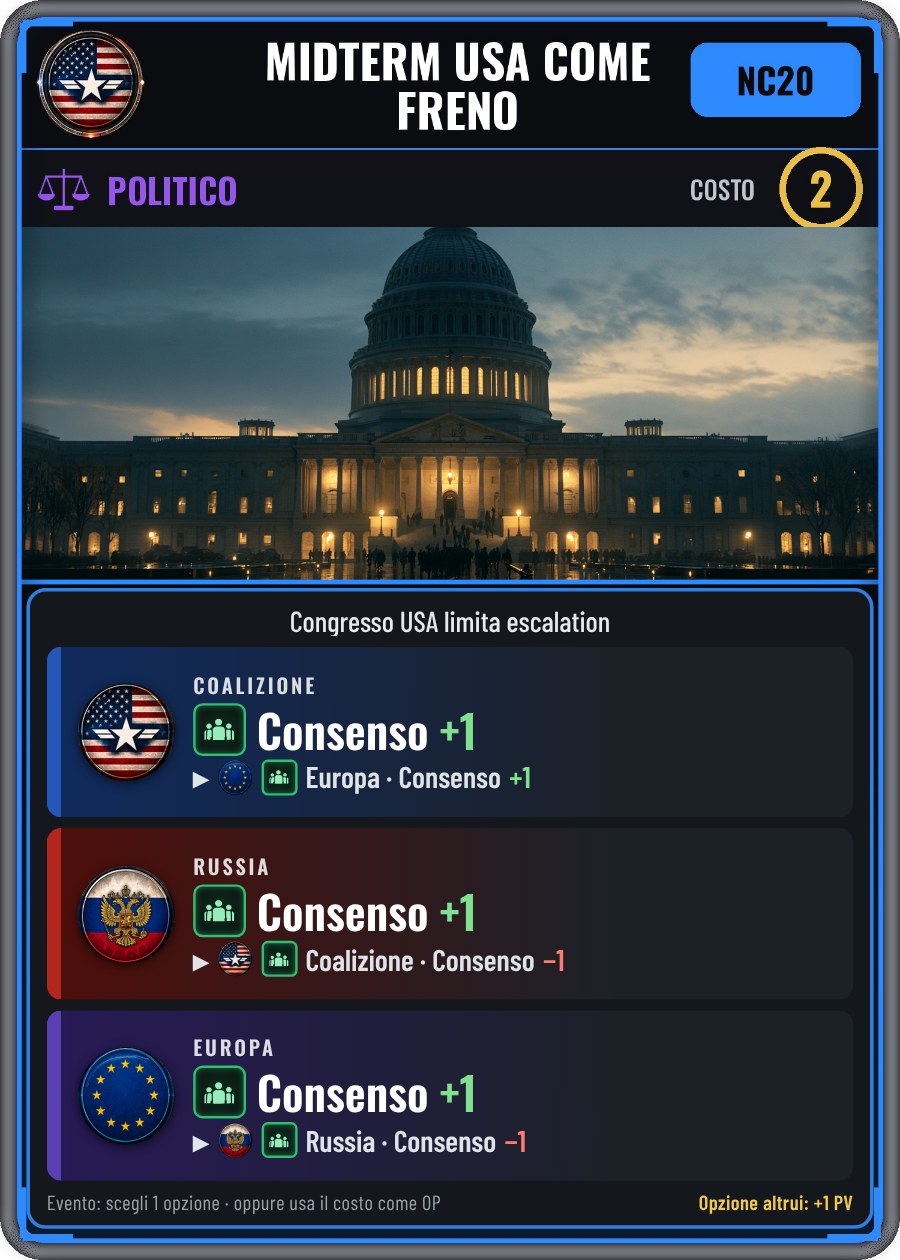 MIDTERM USA COME
FRENO
NC20
POLITICO
COSTO
2
Congresso USA limita escalation
COALIZIONE
Consenso +1
▶ Europa · Consenso +1
RUSSIA
Consenso +1
▶ Coalizione · Consenso −1
EUROPA
Consenso +1
▶ Russia · Consenso −1
Evento: scegli 1 opzione · oppure usa il costo come OP
Opzione altrui: +1 PV